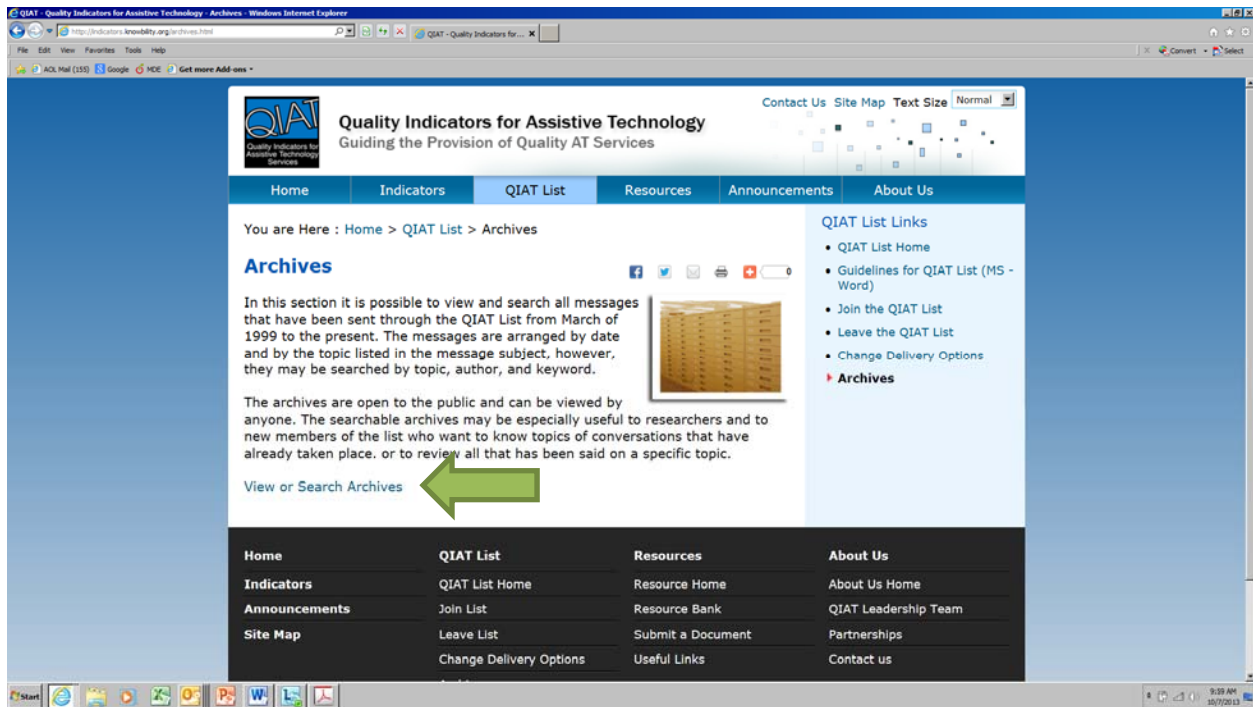 QIAT - Quality Indicators for Assistive Technology - Archives - Windows Internet Explorer
http://indicators.knowbility.org/archives.html
QIAT - Quality Indicators for...
File Edit View Favorites Tools Help
Convert Select
AOL Mail (155) Google MDE Get more Add-ons
QIAT
Quality Indicators for
Assistive Technology
Services
Contact Us Site Map Text Size Normal
Quality Indicators for Assistive Technology
Guiding the Provision of Quality AT Services
Home Indicators QIAT List Resources Announcements About Us
You are Here : Home > QIAT List > Archives
Archives
0
In this section it is possible to view and search all messages
that have been sent through the QIAT List from March of
1999 to the present. The messages are arranged by date
and by the topic listed in the message subject, however,
they may be searched by topic, author, and keyword.
The archives are open to the public and can be viewed by
anyone. The searchable archives may be especially useful to researchers and to
new members of the list who want to know topics of conversations that have
already taken place. or to review all that has been said on a specific topic.
View or Search Archives
QIAT List Links
QIAT List Home
Guidelines for QIAT List (MS -
Word)
Join the QIAT List
Leave the QIAT List
Change Delivery Options
Archives
Home
Indicators
Announcements
Site Map
QIAT List
QIAT List Home
Join List
Leave List
Change Delivery Options
Resources
Resource Home
Resource Bank
Submit a Document
Useful Links
About Us
About Us Home
QIAT Leadership Team
Partnerships
Contact us
Start
9:39 AM
10/7/2013